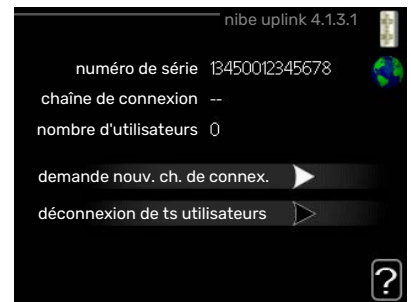 nibe uplink 4.1.3.1
numéro de série 13450012345678
chaîne de connexion --
nombre d'utilisateurs 0
demande nouv. ch. de connex.
déconnexion de ts utilisateurs
?